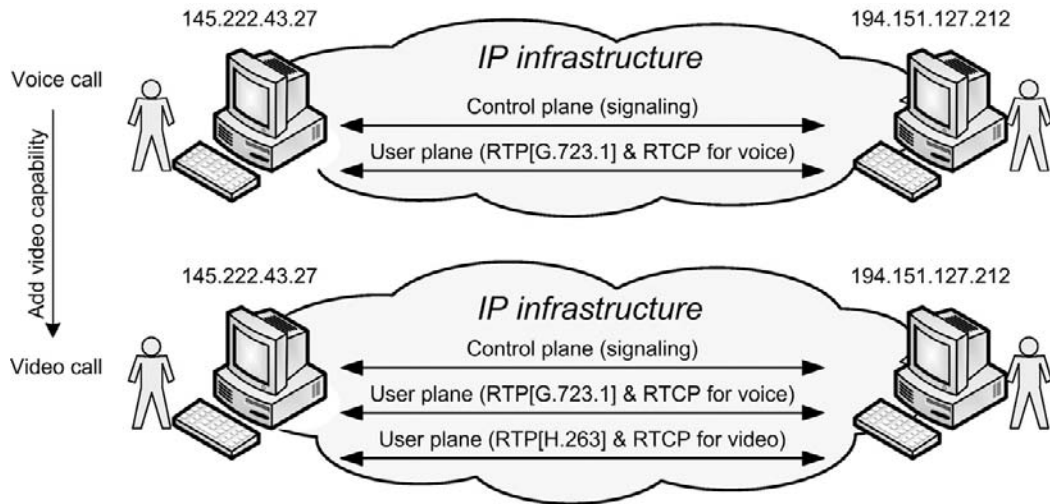 145.222.43.27
194.151.127.212
IP infrastructure
Voice call
Control plane (signaling)
User plane (RTP[G.723.1] & RTCP for voice)
Add video capability
145.222.43.27
194.151.127.212
IP infrastructure
Control plane (signaling)
Video call
User plane (RTP[G.723.1] & RTCP for voice)
User plane (RTP[H.263] & RTCP for video)